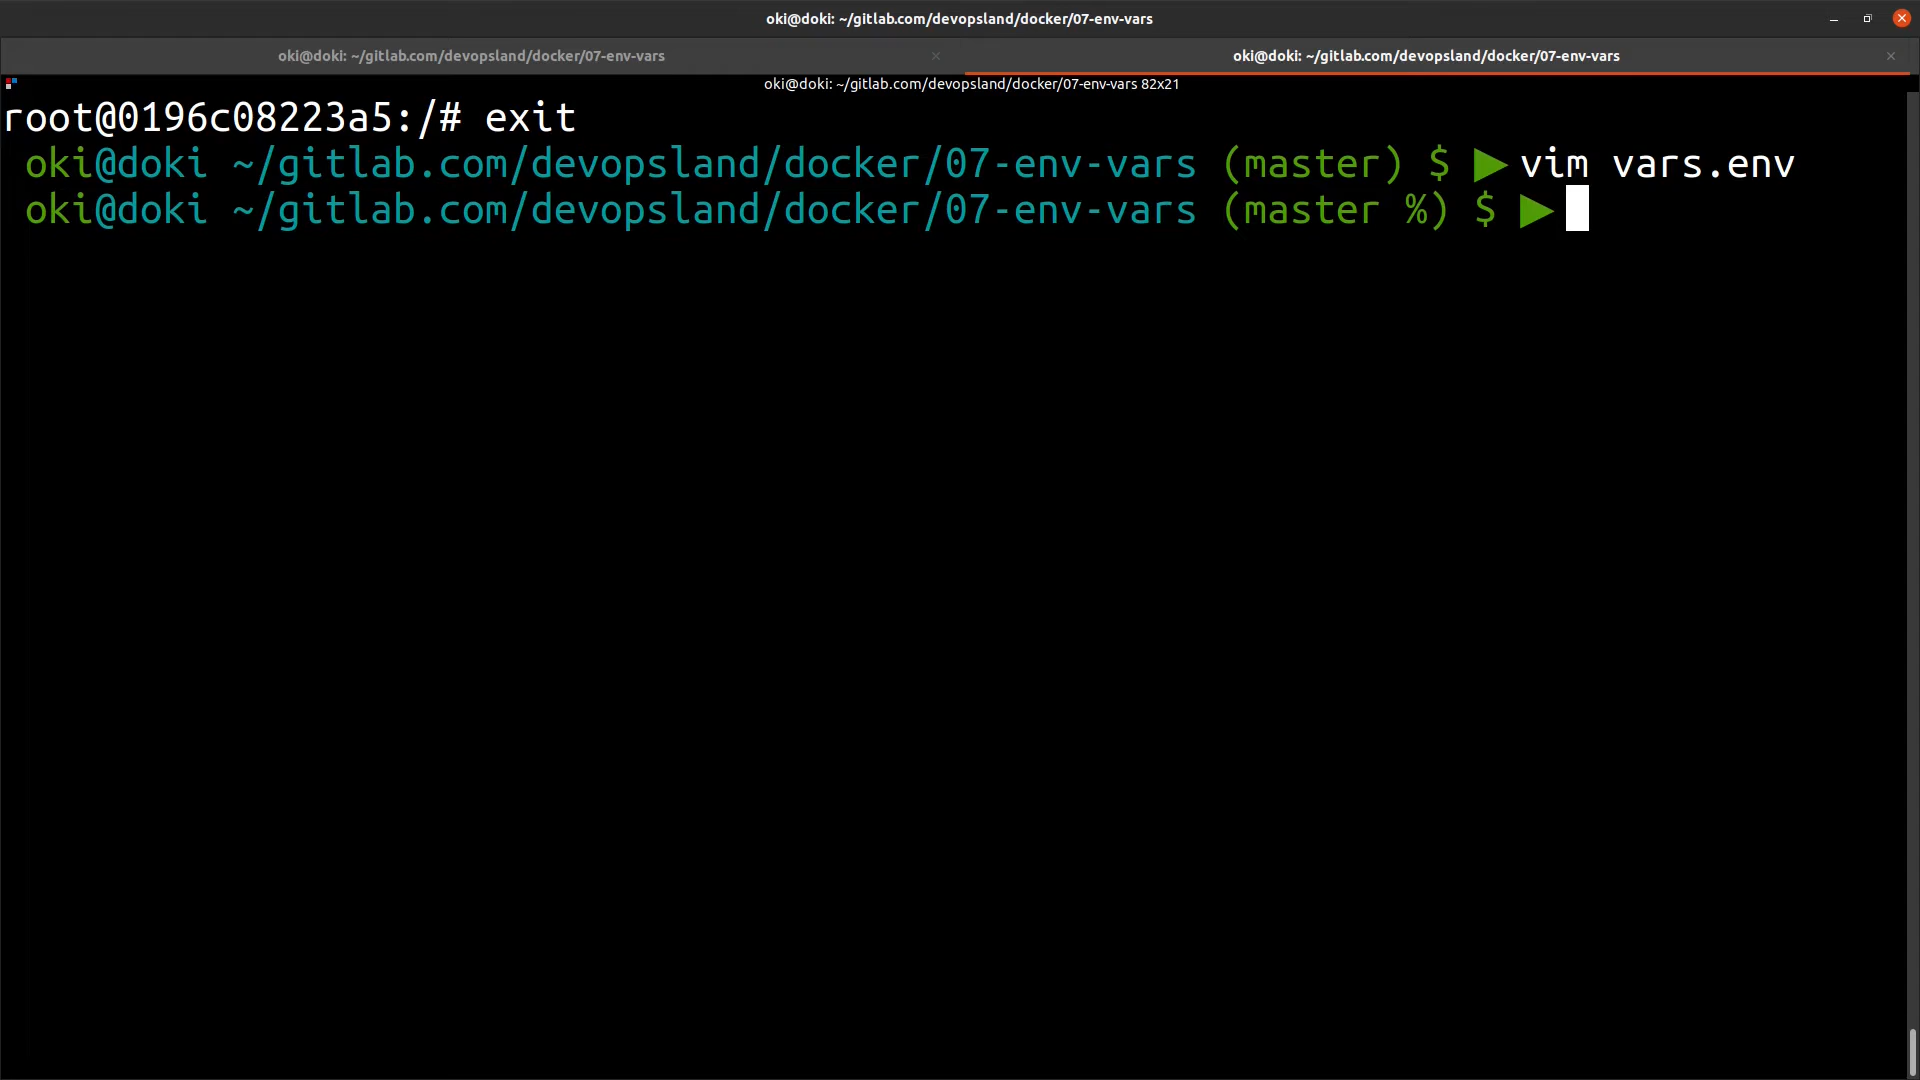 oki@doki: ~/gitlab.com/devopsland/docker/07-env-vars
oki@doki: ~/gitlab.com/devopsland/docker/07-env-vars
oki@doki: ~/gitlab.com/devopsland/docker/07-env-vars
oki@doki: ~/gitlab.com/devopsland/docker/07-env-vars 82x21
root@0196c08223a5:/# exit
oki@doki ~/gitlab.com/devopsland/docker/07-env-vars (master) $ ▶ vim vars.env
oki@doki ~/gitlab.com/devopsland/docker/07-env-vars (master %) $ ▶